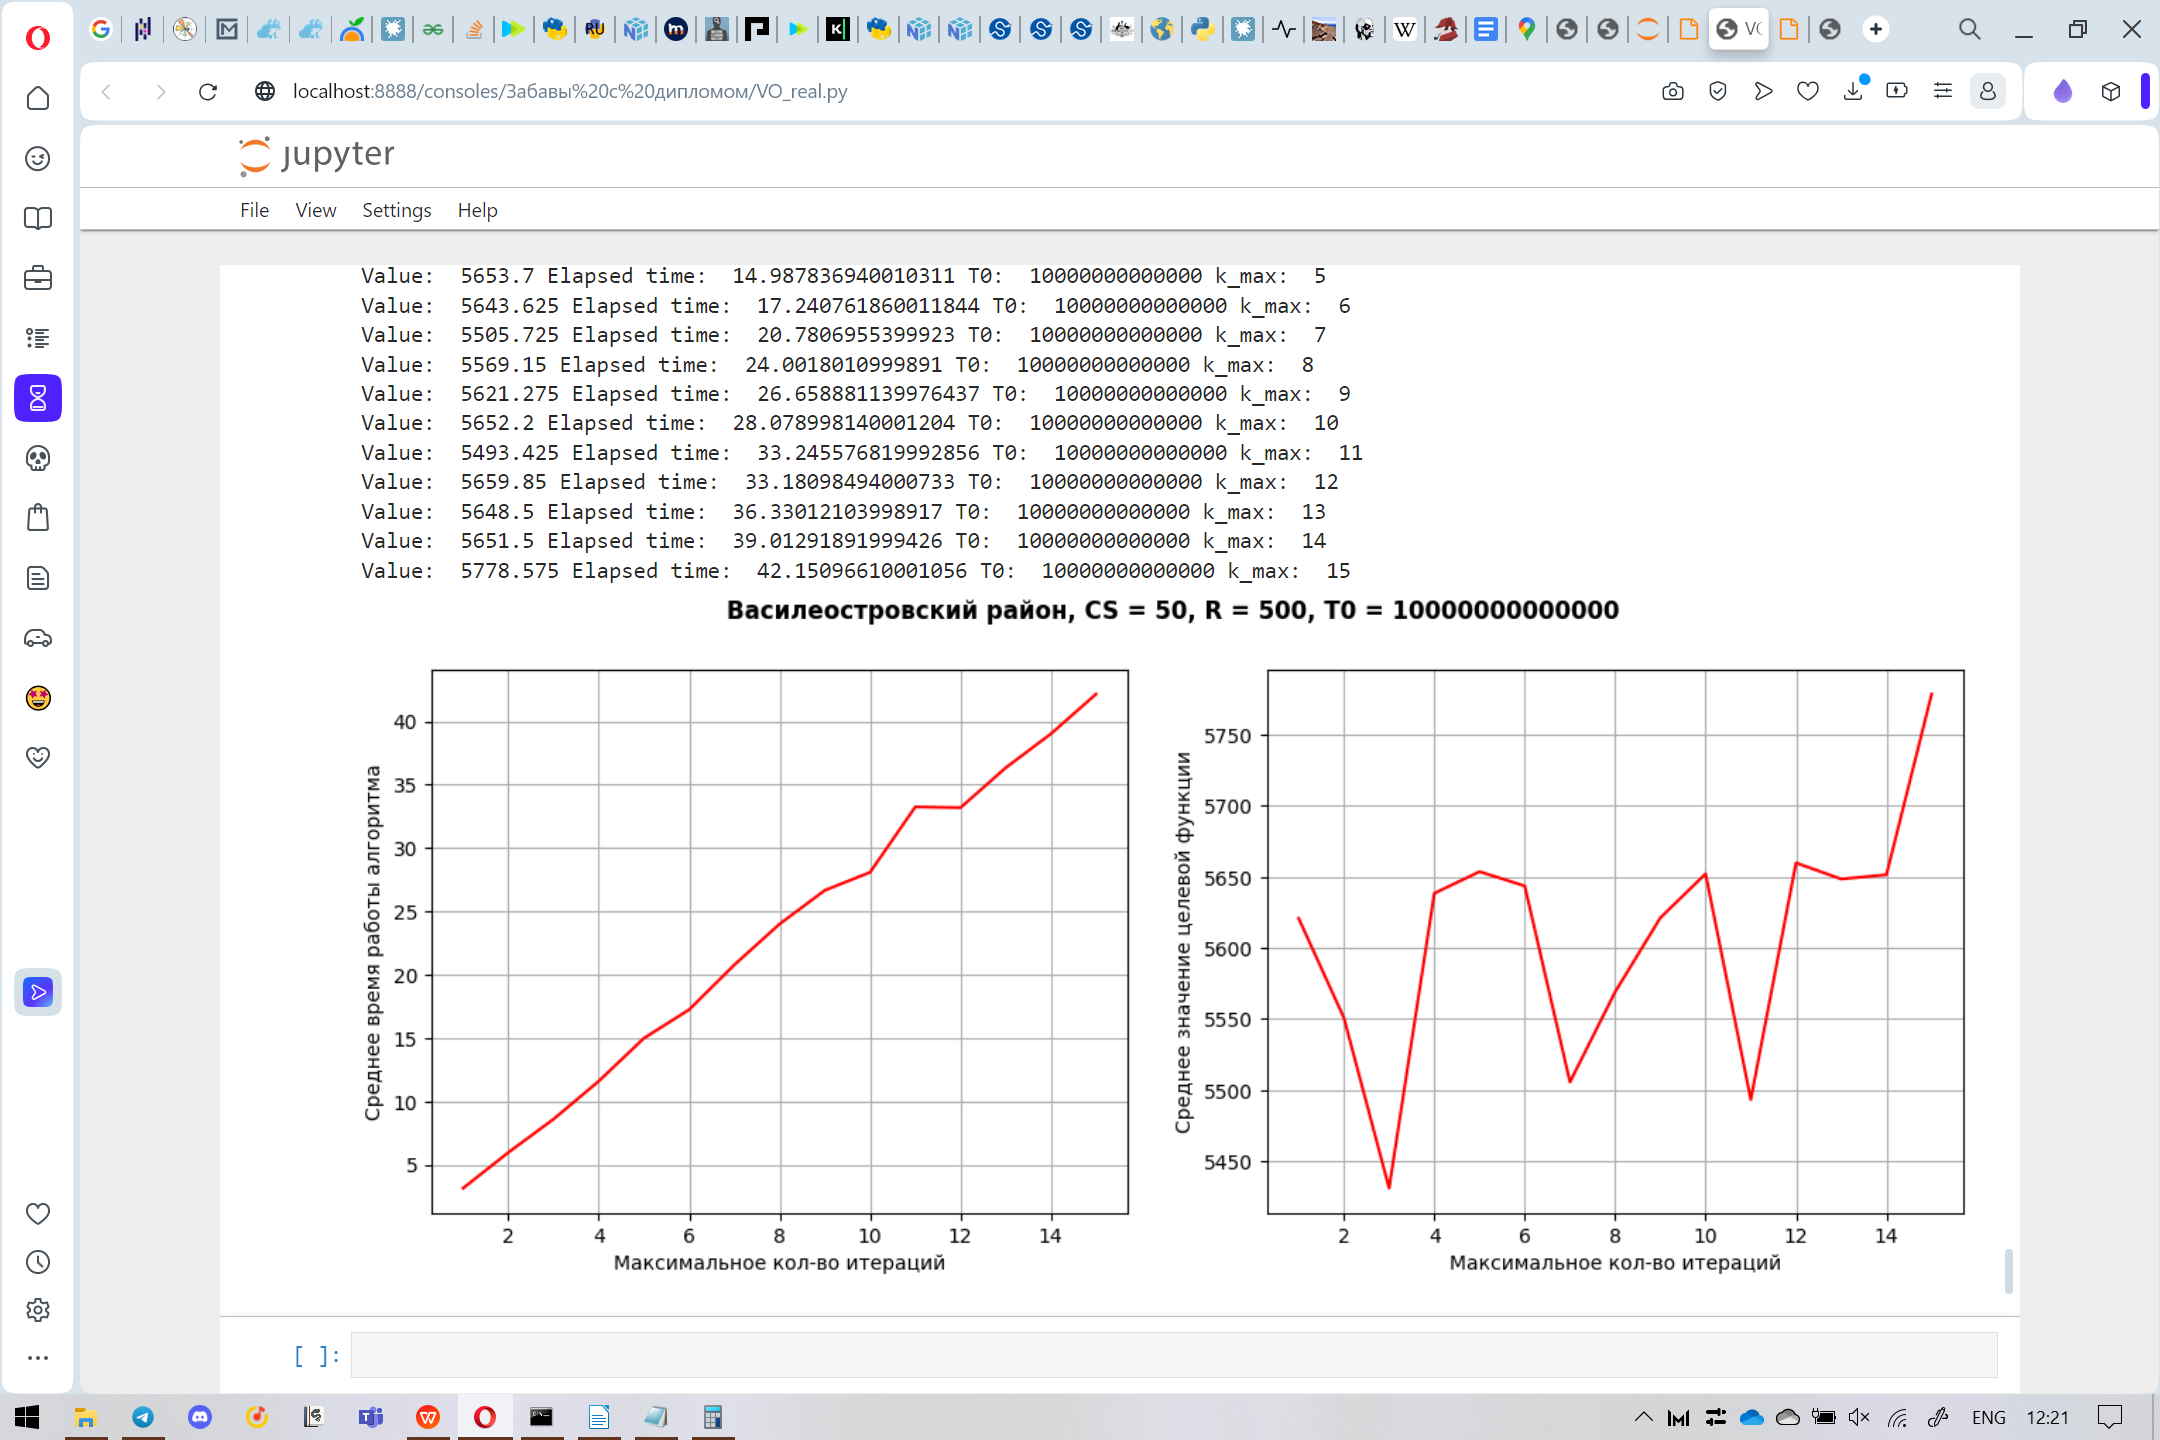 VO
localhost:8888/consoles/Забавы%20с%20дипломом/VO_real.py
jupyter
File View Settings Help
Value:  5653.7 Elapsed time:  14.987836940010311 T0:  10000000000000 k_max:  5
Value:  5643.625 Elapsed time:  17.240761860011844 T0:  10000000000000 k_max:  6
Value:  5505.725 Elapsed time:  20.7806955399923 T0:  10000000000000 k_max:  7
Value:  5569.15 Elapsed time:  24.0018010999891 T0:  10000000000000 k_max:  8
Value:  5621.275 Elapsed time:  26.658881139976437 T0:  10000000000000 k_max:  9
Value:  5652.2 Elapsed time:  28.078998140001204 T0:  10000000000000 k_max:  10
Value:  5493.425 Elapsed time:  33.245576819992856 T0:  10000000000000 k_max:  11
Value:  5659.85 Elapsed time:  33.18098494000733 T0:  10000000000000 k_max:  12
Value:  5648.5 Elapsed time:  36.33012103998917 T0:  10000000000000 k_max:  13
Value:  5651.5 Elapsed time:  39.01291891999426 T0:  10000000000000 k_max:  14
Value:  5778.575 Elapsed time:  42.15096610001056 T0:  10000000000000 k_max:  15
Василеостровский район, CS = 50, R = 500, T0 = 10000000000000
Среднее время работы алгоритма
40
35
30
25
20
15
10
5
2 4 6 8 10 12 14
Максимальное кол-во итераций
Среднее значение целевой функции
5750
5700
5650
5600
5550
5500
5450
2 4 6 8 10 12 14
Максимальное кол-во итераций
[ ]:
ENG 12:21